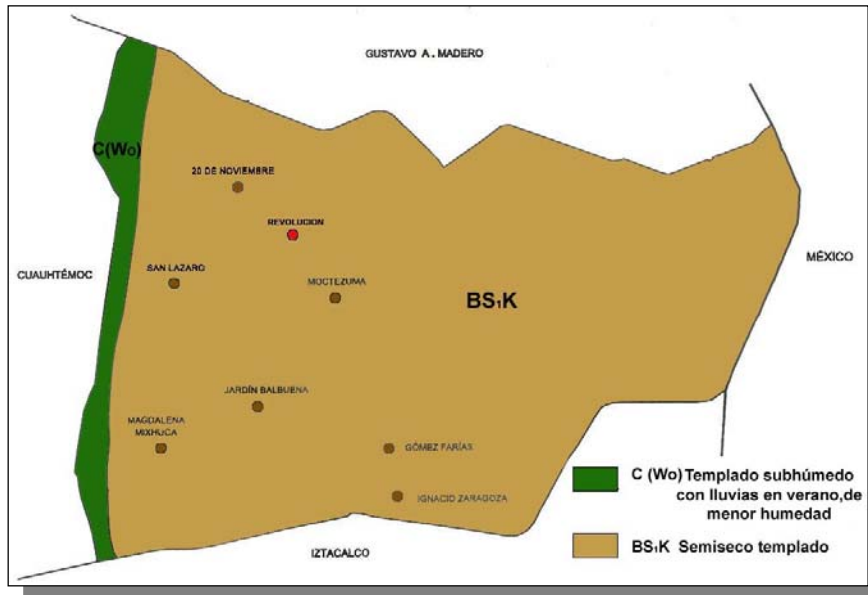 GUSTAVO A. MADERO
C(Wo)
20 DE NOVIEMBRE
REVOLUCION
CUAUHTÉMOC
SAN LAZARO
MOCTEZUMA
MÉXICO
BS₁K
JARDÍN BALBUENA
MAGDALENA
MIXHUCA
GÓMEZ FARÍAS
IGNACIO ZARAGOZA
IZTACALCO
C (Wo) Templado subhúmedo
con lluvias en verano,de
menor humedad
BS₁K Semiseco templado